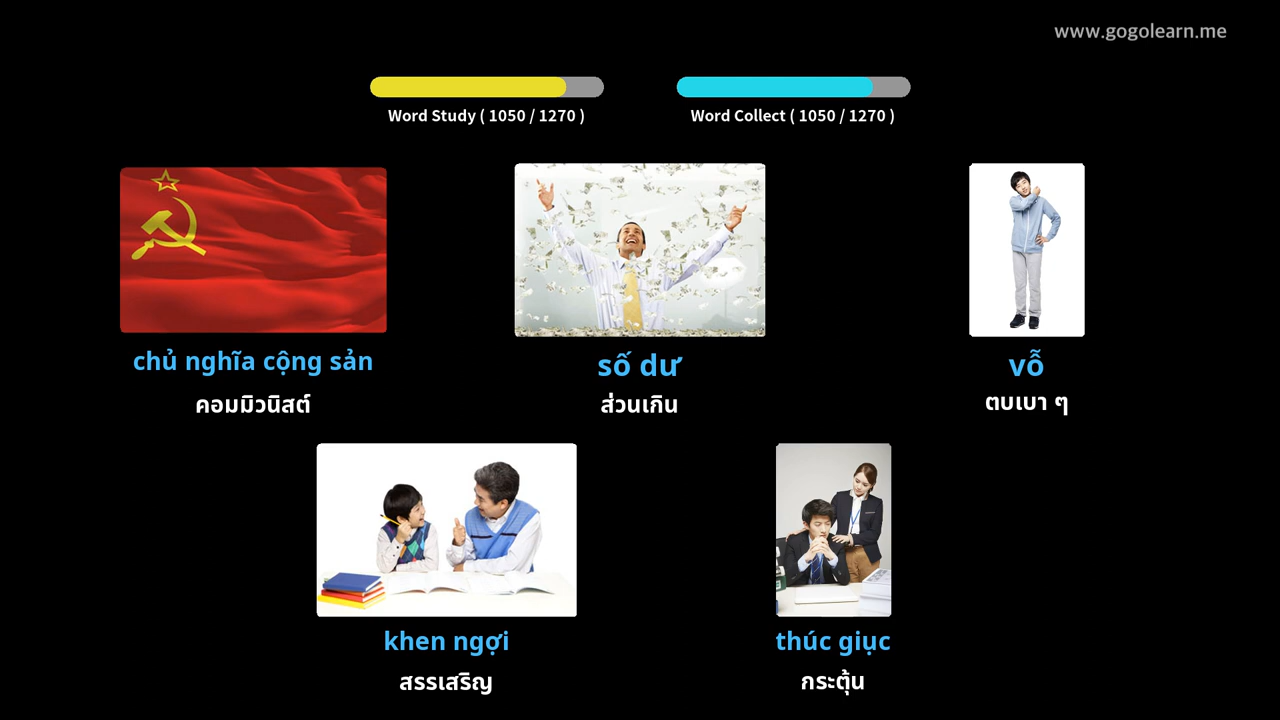 www.gogolearn.me
Word Study ( 1050 / 1270 )
Word Collect ( 1050 / 1270 )
chủ nghĩa cộng sản
คอมมิวนิสต์
số dư
ส่วนเกิน
vỗ
ตบเบา ๆ
khen ngợi
สรรเสริญ
thúc giục
กระตุ้น